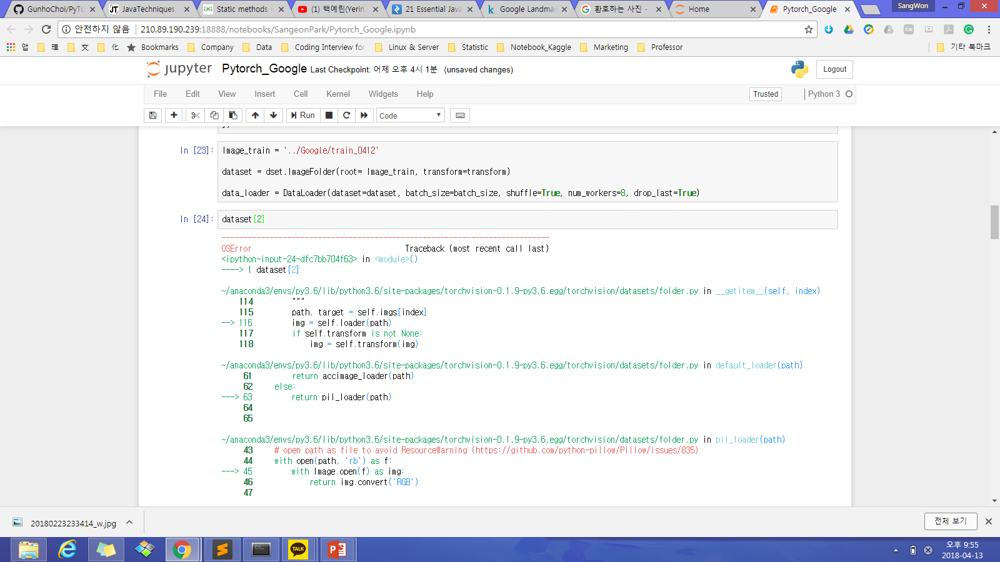 GunhoChoi/PyTo
JavaTechniques
Static methods v
(1) 백예린(Yerin
21 Essential Java
Google Landmar
환호하는 사진 -
Home
Pytorch_Google
SangWon
안전하지 않음
210.89.190.239:18888/notebooks/SangeonPark/Pytorch_Google.ipynb
앱
理
文
化
Bookmarks
Company
Data
Coding Interview for
Linux & Server
Statistic
Notebook_Kaggle
Marketing
Professor
기타 북마크
jupyter
Pytorch_Google Last Checkpoint: 어제 오후 4시 1분 (unsaved changes)
Logout
File Edit View Insert Cell Kernel Widgets Help
Trusted
Python 3
Run
Code
In [23]:
Image_train = '../Google/train_0412'
dataset = dset.ImageFolder(root= Image_train, transform=transform)
data_loader = DataLoader(dataset=dataset, batch_size=batch_size, shuffle=True, num_workers=8, drop_last=True)
In [24]:
dataset[2]
---------------------------------------------------------------------------
OSError Traceback (most recent call last)
<ipython-input-24-dfc7bb704f63> in <module>()
----> 1 dataset[2]
~/anaconda3/envs/py3.6/lib/python3.6/site-packages/torchvision-0.1.9-py3.6.egg/torchvision/datasets/folder.py in __getitem__(self, index)
114 """
115 path, target = self.imgs[index]
--> 116 img = self.loader(path)
117 if self.transform is not None:
118 img = self.transform(img)
~/anaconda3/envs/py3.6/lib/python3.6/site-packages/torchvision-0.1.9-py3.6.egg/torchvision/datasets/folder.py in default_loader(path)
61 return accimage_loader(path)
62 else:
---> 63 return pil_loader(path)
64
65
~/anaconda3/envs/py3.6/lib/python3.6/site-packages/torchvision-0.1.9-py3.6.egg/torchvision/datasets/folder.py in pil_loader(path)
43 # open path as file to avoid ResourceWarning (https://github.com/python-pillow/Pillow/issues/835)
44 with open(path, 'rb') as f:
---> 45 with Image.open(f) as img:
46 return img.convert('RGB')
47
20180223233414_w.jpg
전체 보기
TALK
오후 9:55
2018-04-13